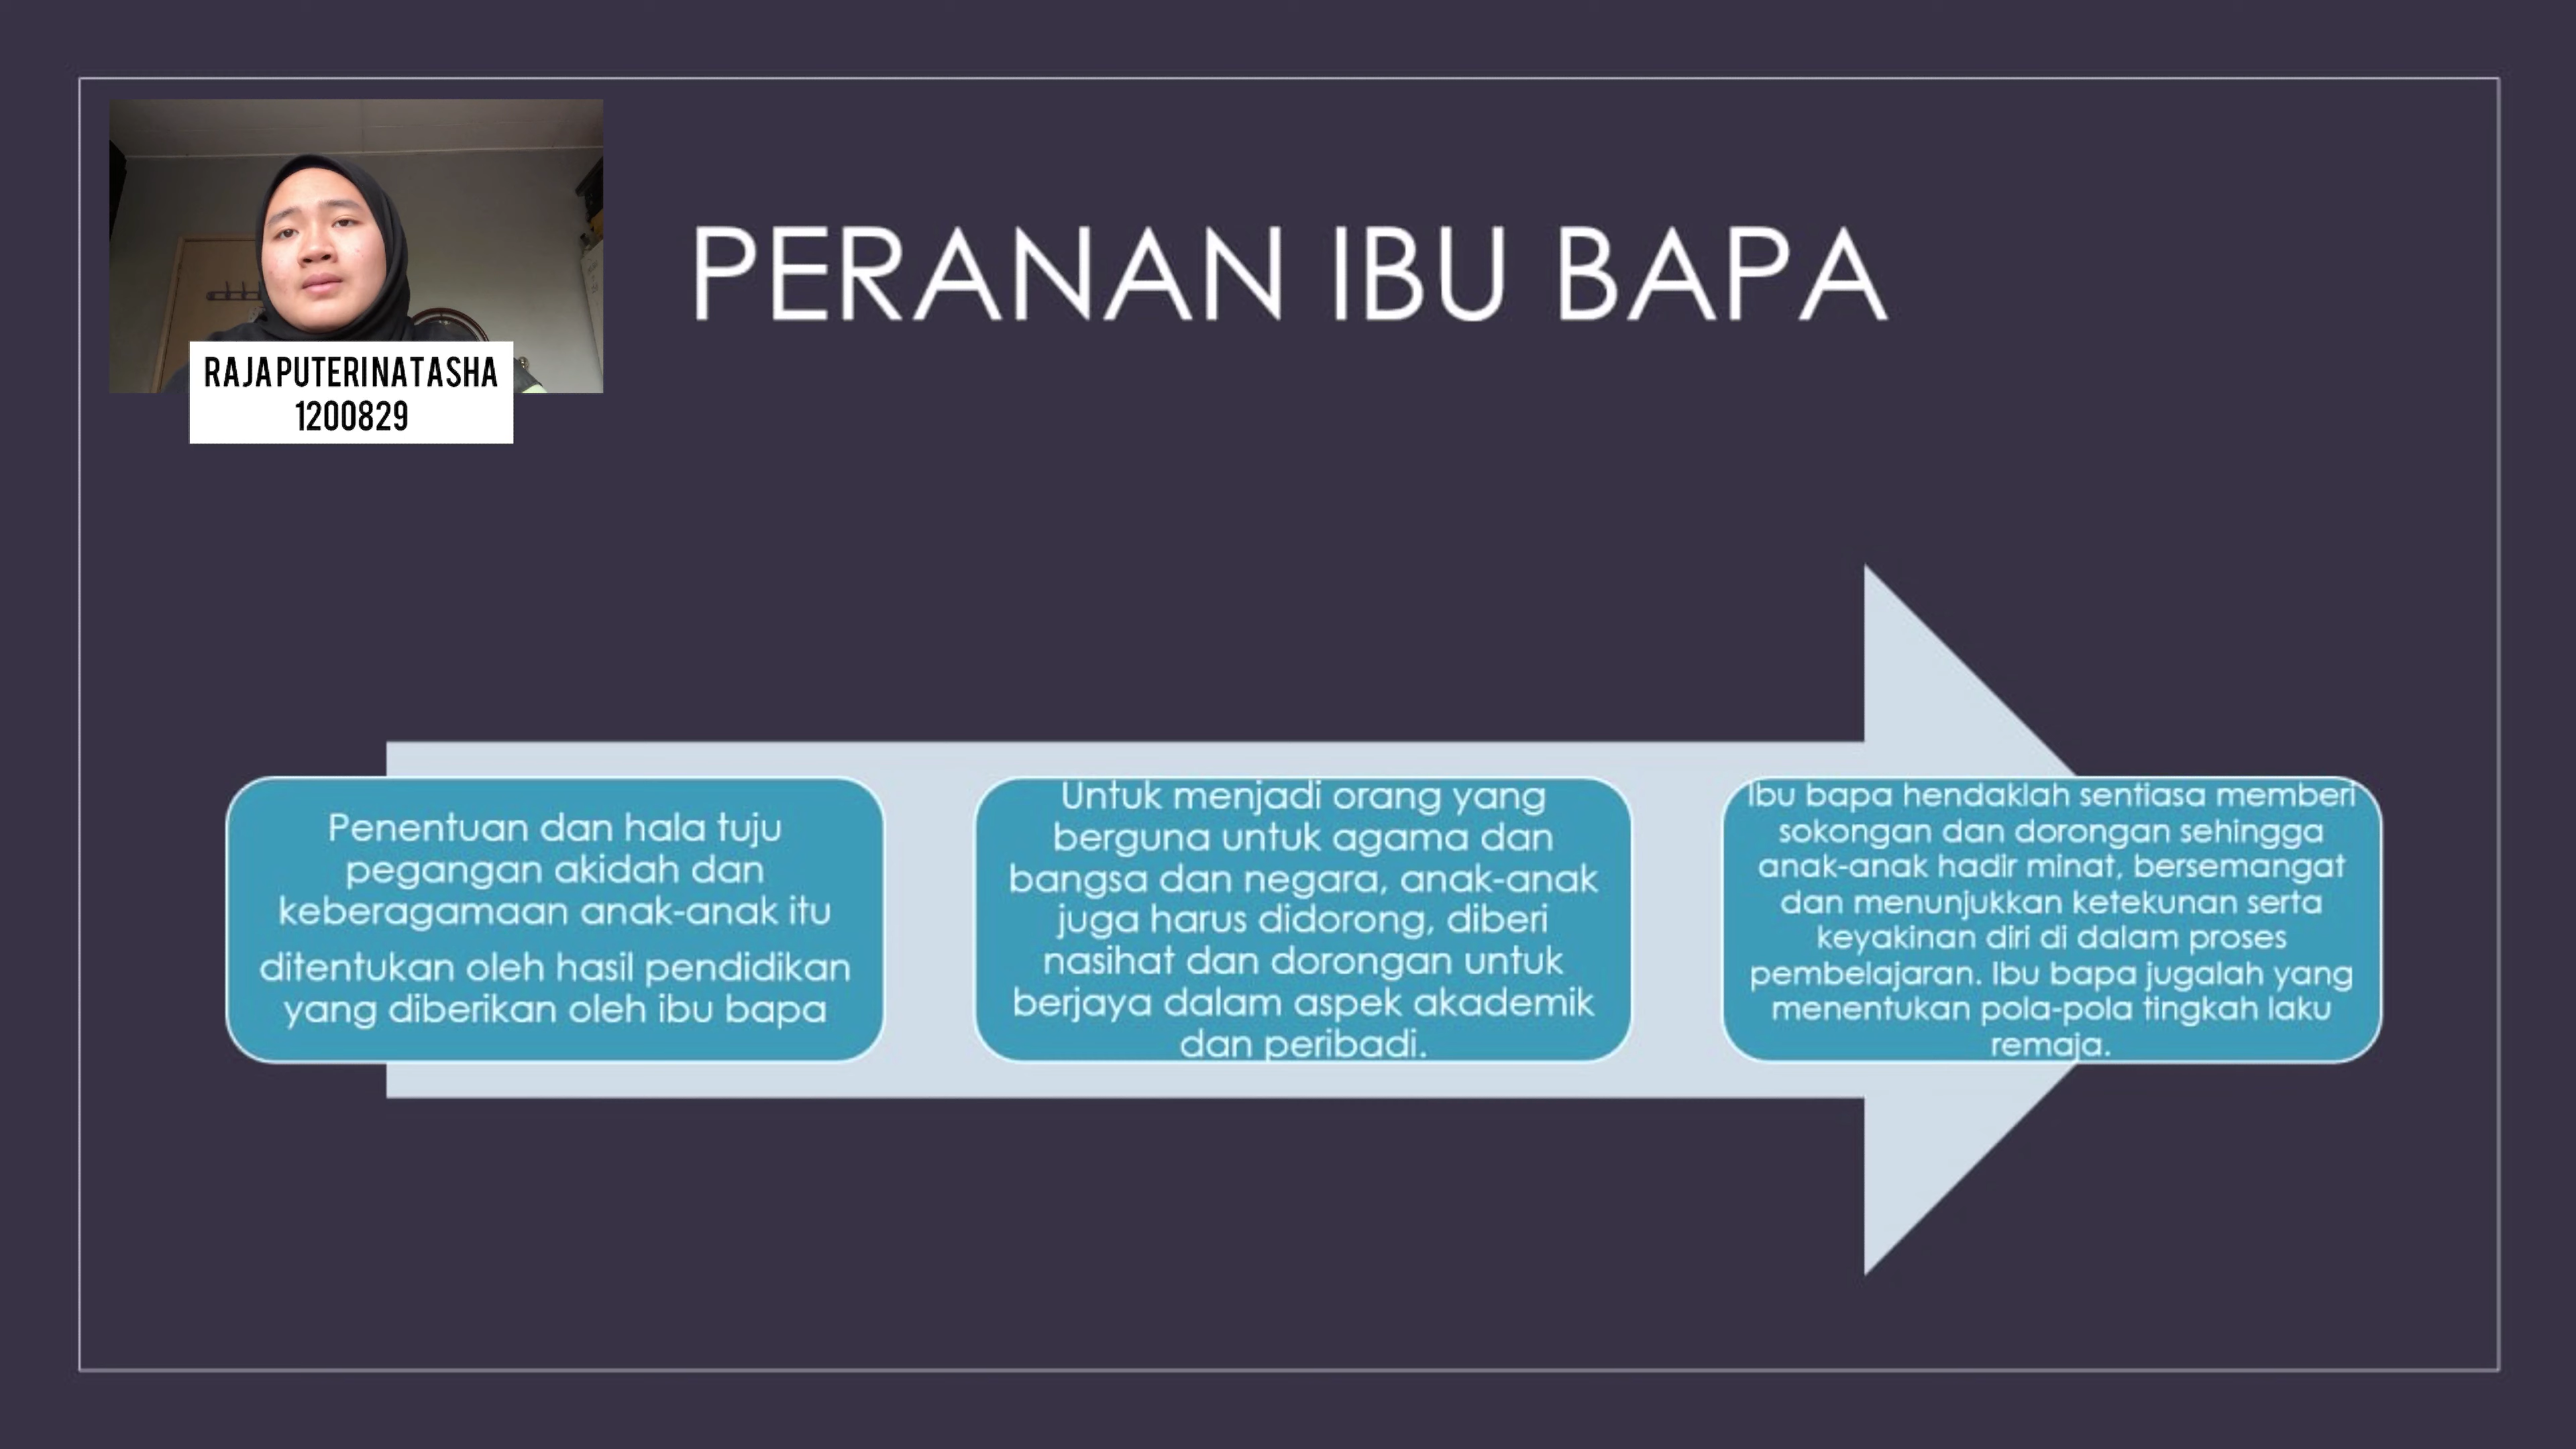 RAJA PUTERI NATASHA
1200829
PERANAN IBU BAPA
Penentuan dan hala tuju
pegangan akidah dan
keberagamaan anak-anak itu
ditentukan oleh hasil pendidikan
yang diberikan oleh ibu bapa
Untuk menjadi orang yang
berguna untuk agama dan
bangsa dan negara, anak-anak
juga harus didorong, diberi
nasihat dan dorongan untuk
berjaya dalam aspek akademik
dan peribadi.
Ibu bapa hendaklah sentiasa memberi
sokongan dan dorongan sehingga
anak-anak hadir minat, bersemangat
dan menunjukkan ketekunan serta
keyakinan diri di dalam proses
pembelajaran. Ibu bapa jugalah yang
menentukan pola-pola tingkah laku
remaja.